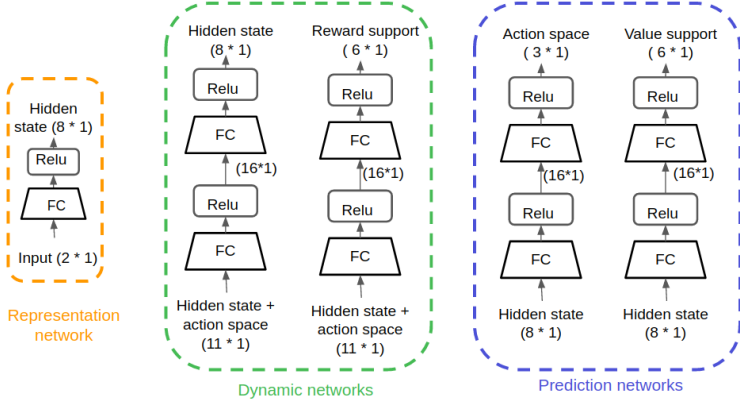 Hidden
state (8 * 1)
Relu
FC
Input (2 * 1)
Representation
network
Hidden state
(8 * 1)
Relu
FC
(16*1)
Relu
FC
Hidden state +
action space
(11 * 1)
Reward support
( 6 * 1)
Relu
FC
(16*1)
Relu
FC
Hidden state +
action space
(11 * 1)
Dynamic networks
Action space
( 3 * 1)
Relu
FC
(16*1)
Relu
FC
Hidden state
(8 * 1)
Value support
( 6 * 1)
Relu
FC
(16*1)
Relu
FC
Hidden state
(8 * 1)
Prediction networks